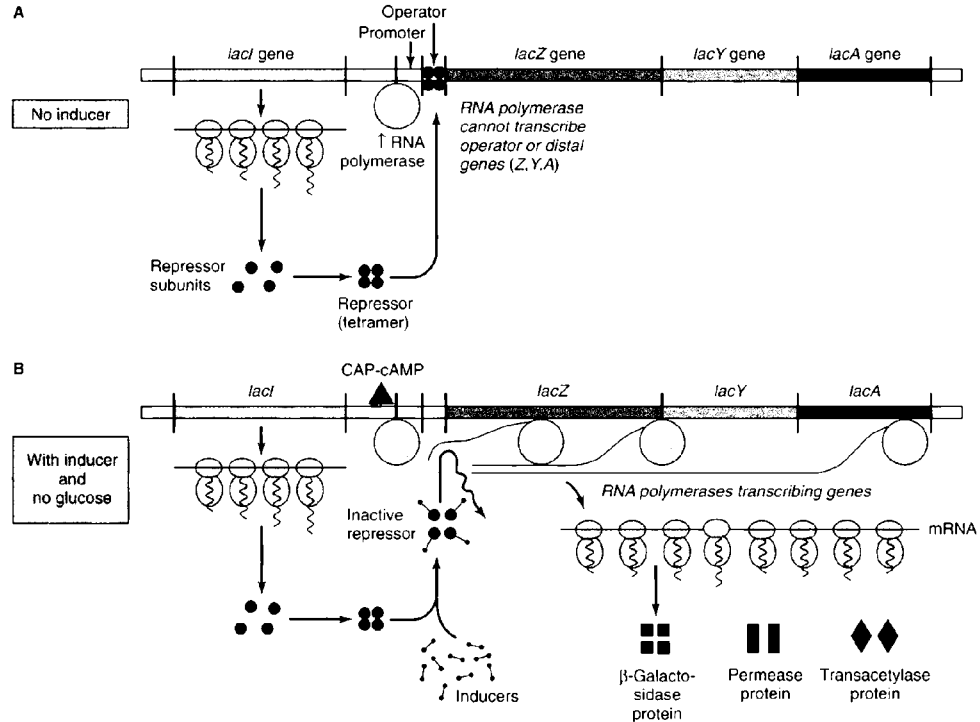 A
Operator
Promoter
lacI gene
lacZ gene
lacY gene
lacA gene
No inducer
↑ RNA
polymerase
RNA polymerase
cannot transcribe
operator or distal
genes (Z,Y,A)
Repressor
subunits
Repressor
(tetramer)
B
CAP-cAMP
lacI
lacZ
lacY
lacA
With inducer
and
no glucose
Inactive
repressor
RNA polymerases transcribing genes
mRNA
Inducers
β-Galacto-
sidase
protein
Permease
protein
Transacetylase
protein